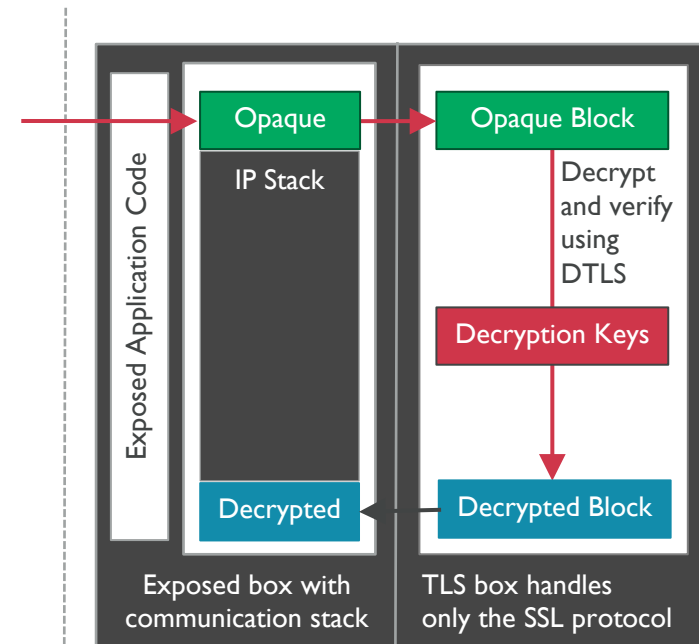 Exposed Application Code
Opaque
IP Stack
Decrypted
Opaque Block
Decrypt
and verify
using
DTLS
Decryption Keys
Decrypted Block
Exposed box with
communication stack
TLS box handles
only the SSL protocol